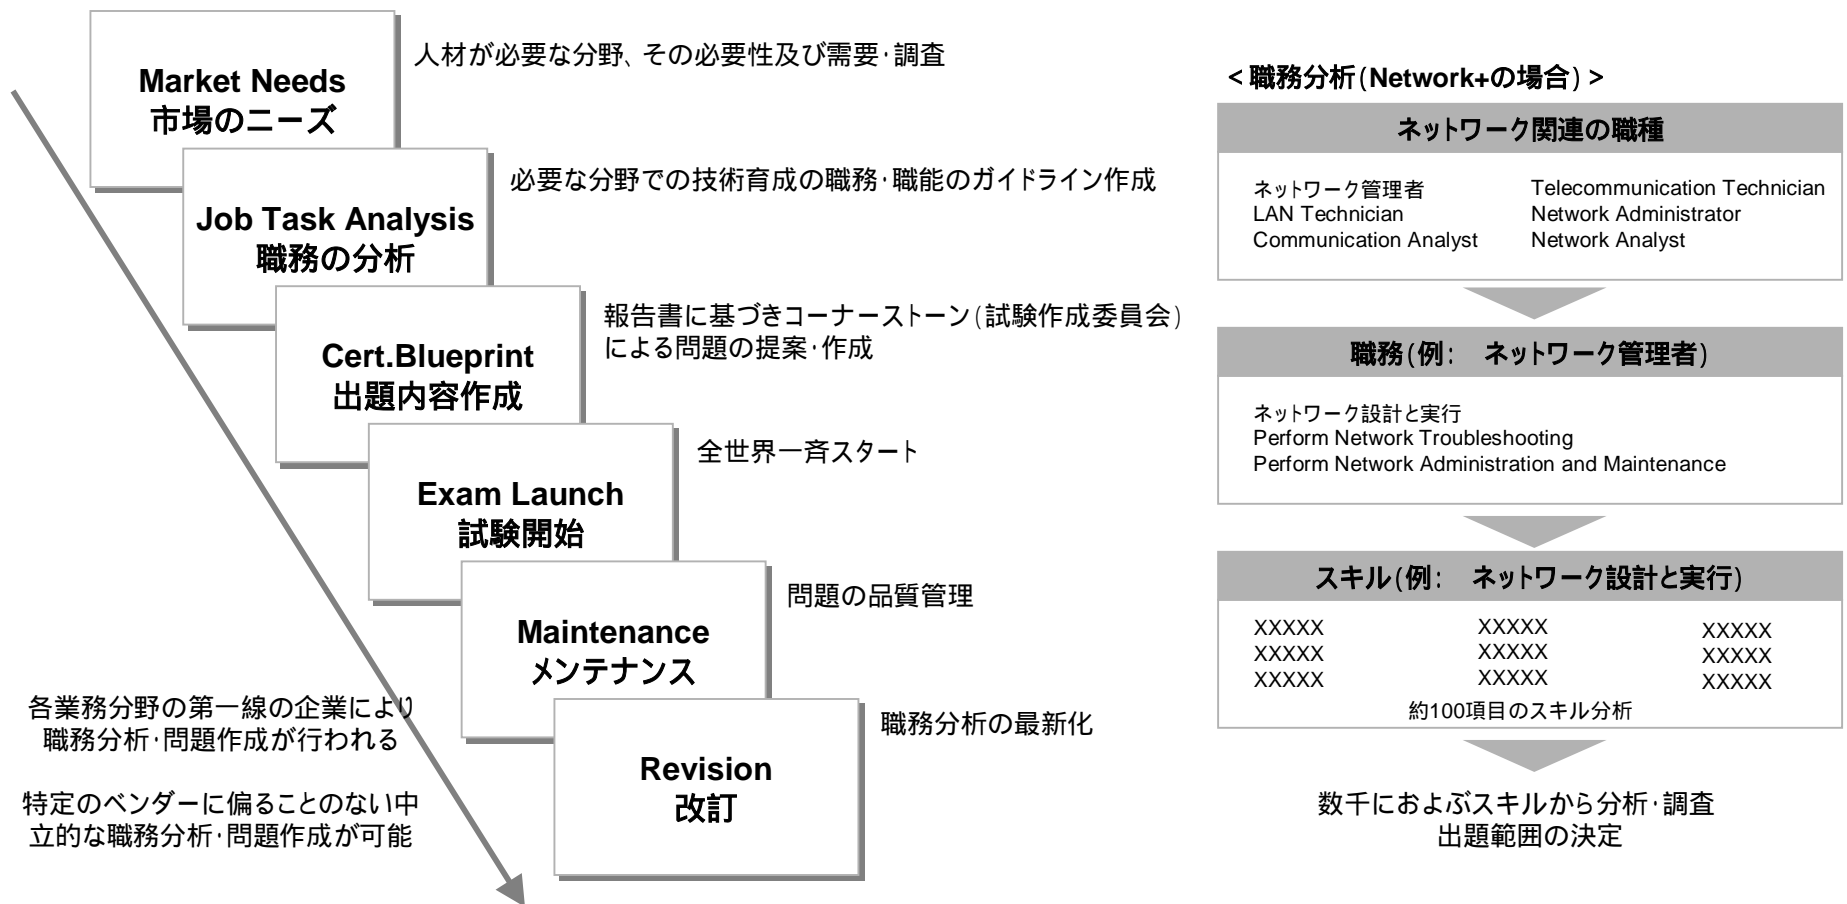 Market Needs
市場のニーズ
人材が必要な分野、その必要性及び需要・調査
Job Task Analysis
職務の分析
必要な分野での技術育成の職務・職能のガイドライン作成
Cert.Blueprint
出題内容作成
報告書に基づきコーナーストーン(試験作成委員会)
による問題の提案・作成
Exam Launch
試験開始
全世界一斉スタート
Maintenance
メンテナンス
問題の品質管理
Revision
改訂
職務分析の最新化
各業務分野の第一線の企業により
職務分析・問題作成が行われる
特定のベンダーに偏ることのない中
立的な職務分析・問題作成が可能
<職務分析(Network+の場合)>
ネットワーク関連の職種
ネットワーク管理者
LAN Technician
Communication Analyst
Telecommunication Technician
Network Administrator
Network Analyst
職務(例:　ネットワーク管理者)
ネットワーク設計と実行
Perform Network Troubleshooting
Perform Network Administration and Maintenance
スキル(例:　ネットワーク設計と実行)
XXXXX XXXXX XXXXX
XXXXX XXXXX XXXXX
XXXXX XXXXX XXXXX
約100項目のスキル分析
数千におよぶスキルから分析・調査
出題範囲の決定